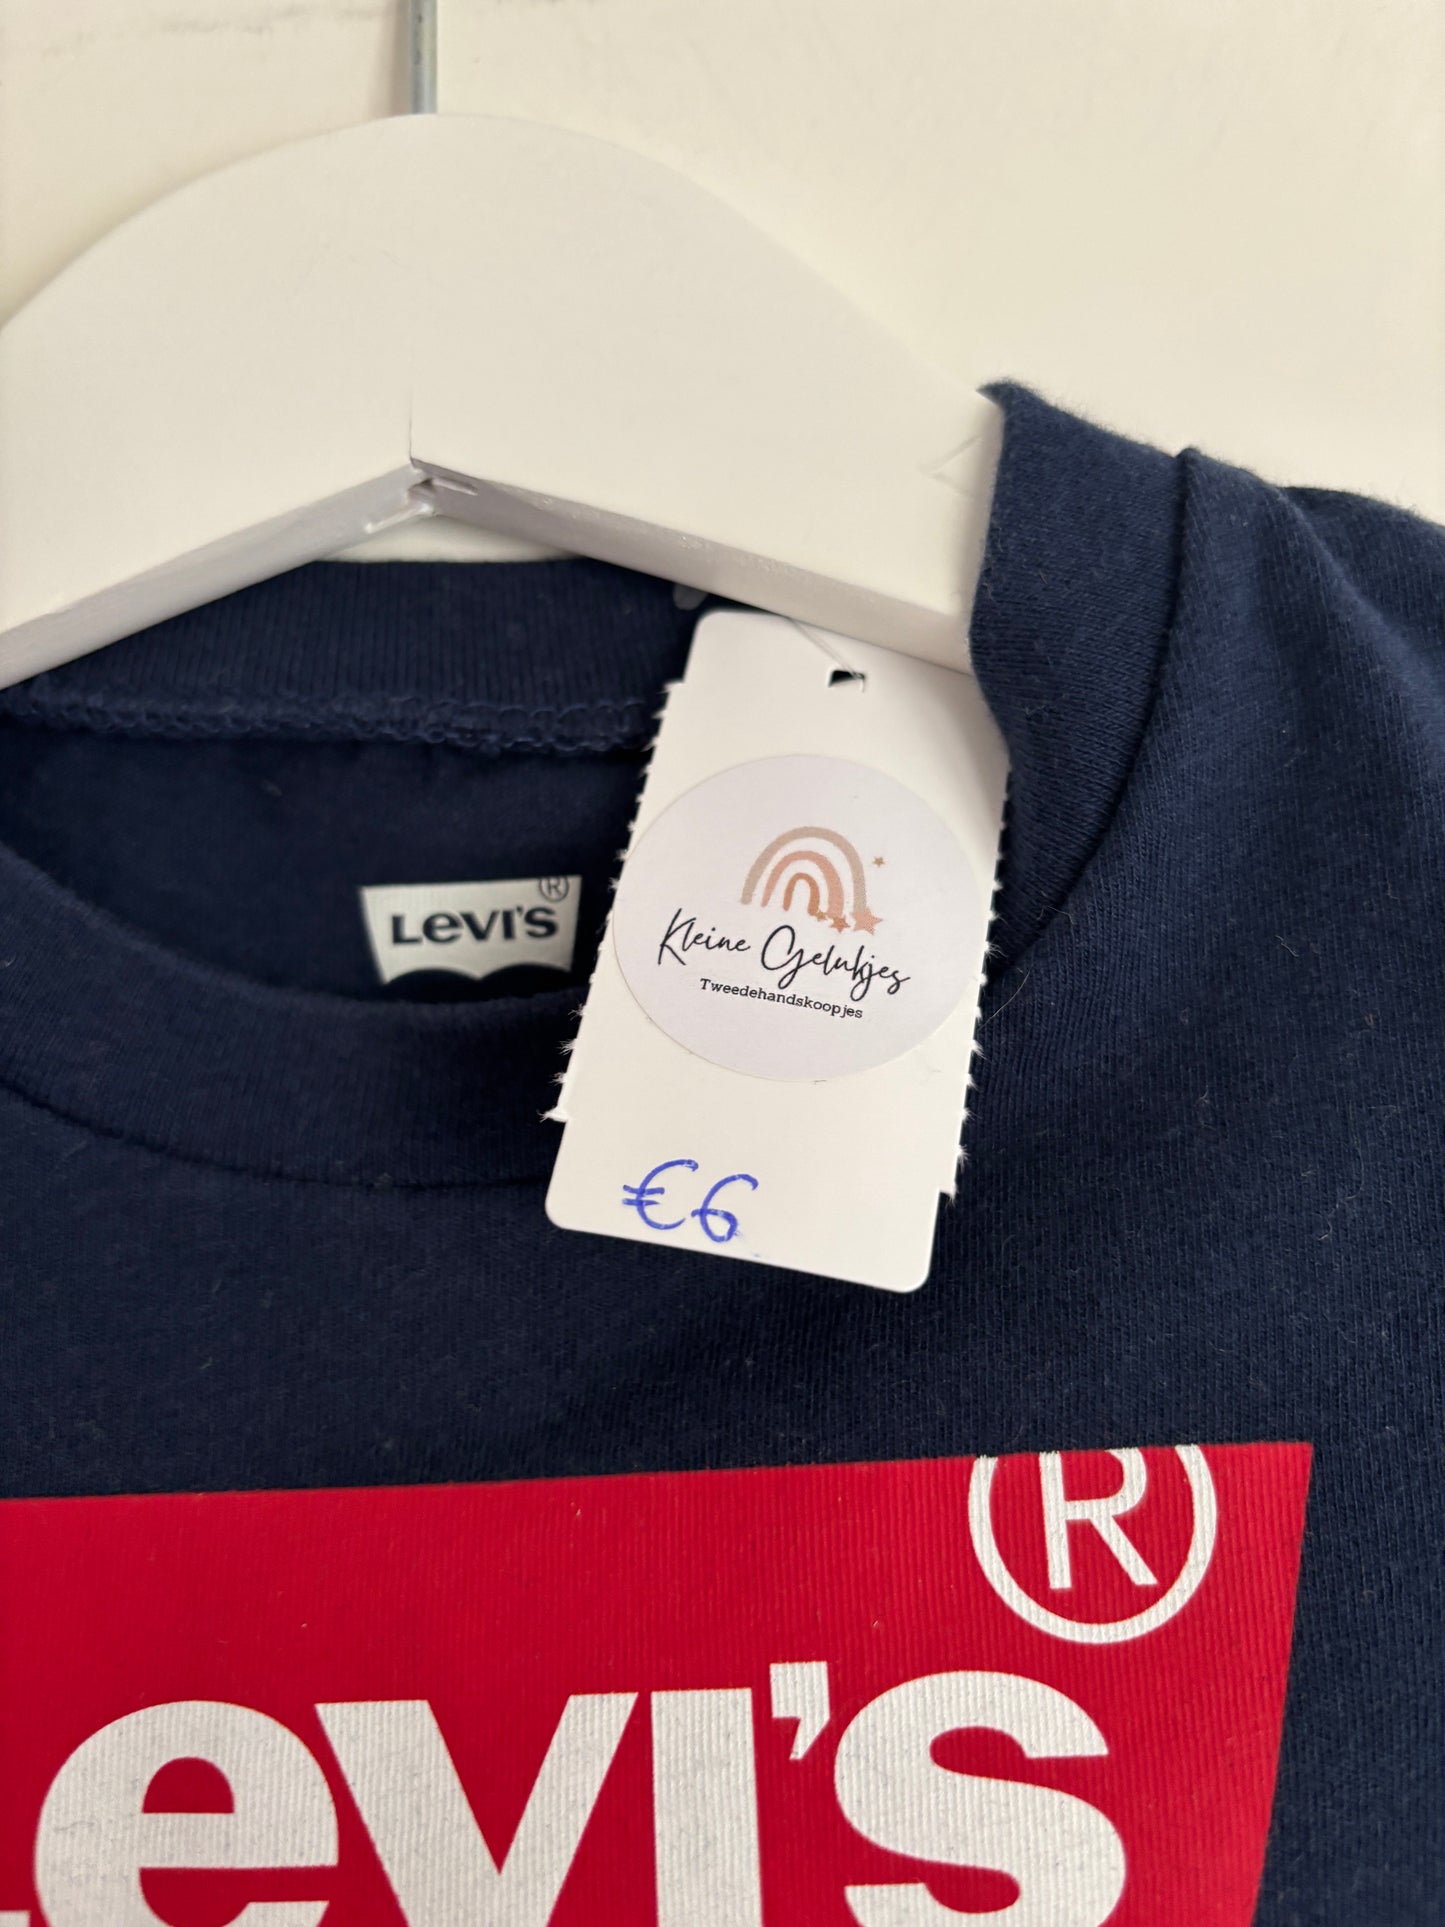 LEVI'S ®
Kleine Gelukjes
Tweedehandskoopjes
€6
®
Levi's